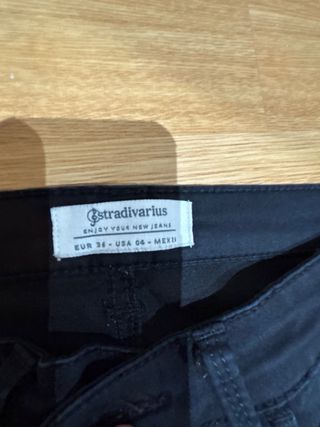 stradivarius
ENJOY YOUR NEW JEANS
EUR 36 - USA 06 - MEX